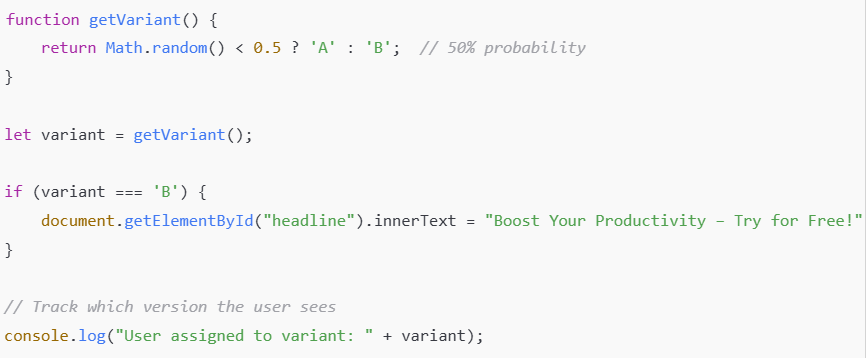 function getVariant() {
    return Math.random() < 0.5 ? 'A' : 'B';  // 50% probability
}
let variant = getVariant();
if (variant === 'B') {
    document.getElementById("headline").innerText = "Boost Your Productivity – Try for Free!"
}
// Track which version the user sees
console.log("User assigned to variant: " + variant);